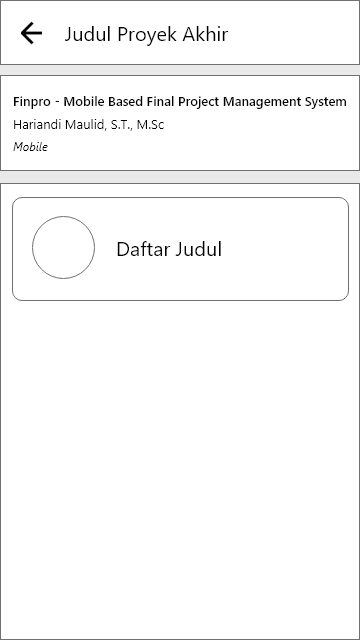 Judul Proyek Akhir
Finpro - Mobile Based Final Project Management System
Hariandi Maulid, S.T., M.Sc
Mobile
Daftar Judul